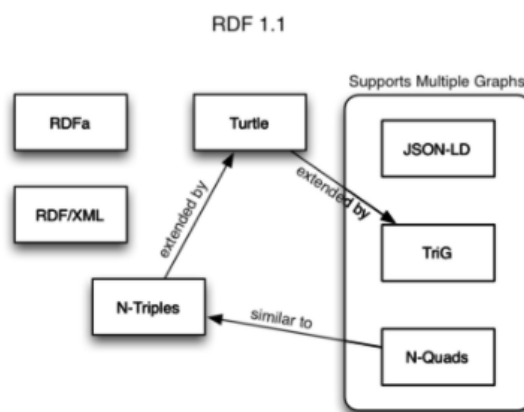 RDF 1.1
Supports Multiple Graphs
RDFa
Turtle
JSON-LD
extended by
extended by
RDF/XML
TriG
N-Triples
similar to
N-Quads